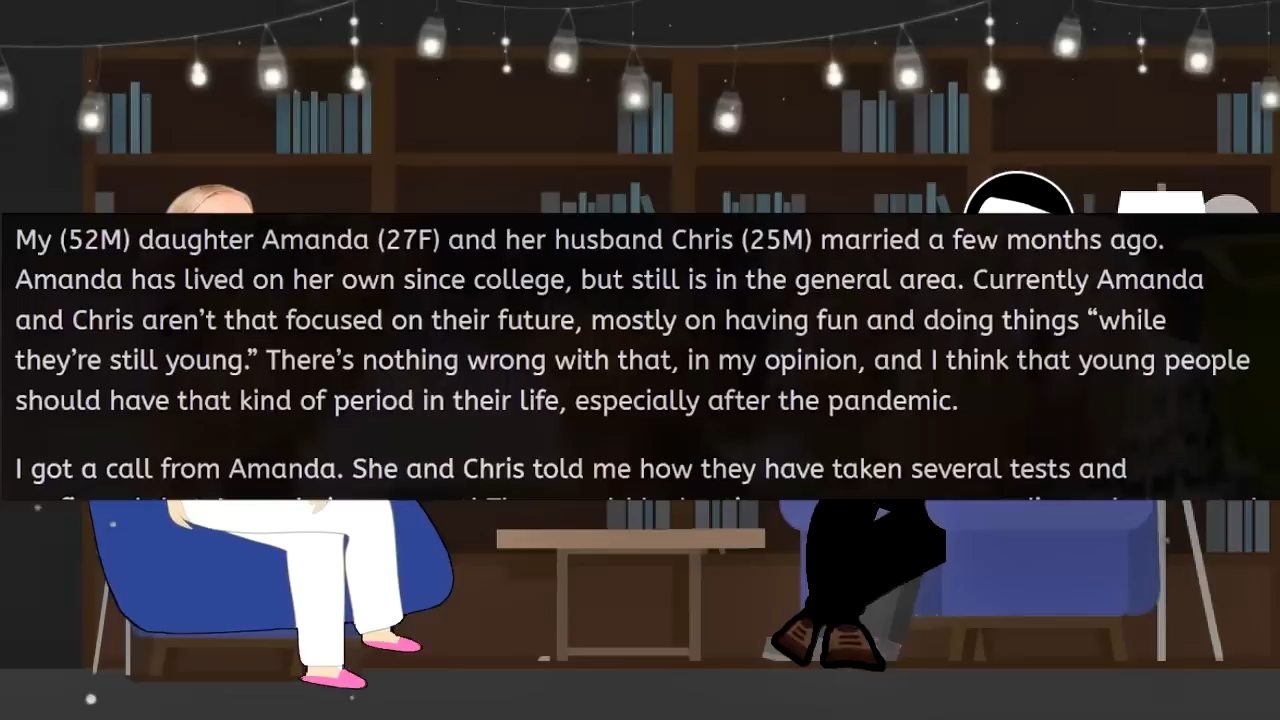 My (52M) daughter Amanda (27F) and her husband Chris (25M) married a few months ago.
Amanda has lived on her own since college, but still is in the general area. Currently Amanda
and Chris aren’t that focused on their future, mostly on having fun and doing things “while
they’re still young.” There’s nothing wrong with that, in my opinion, and I think that young people
should have that kind of period in their life, especially after the pandemic.
I got a call from Amanda. She and Chris told me how they have taken several tests and